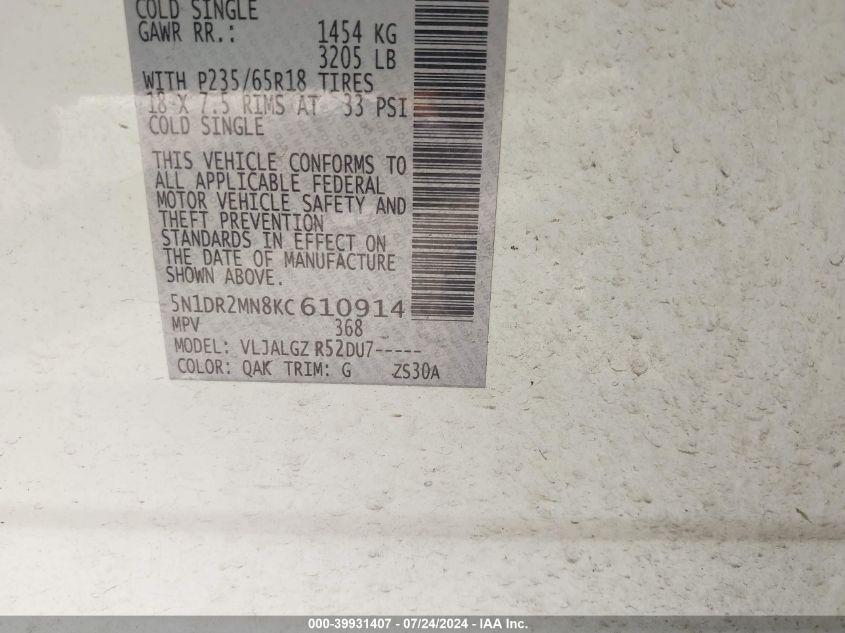 COLD SINGLE
GAWR RR.: 1454 KG
3205 LB
WITH P235/65R18 TIRES
18 X 7.5 RIMS AT 33 PSI
COLD SINGLE
THIS VEHICLE CONFORMS TO
ALL APPLICABLE FEDERAL
MOTOR VEHICLE SAFETY AND
THEFT PREVENTION
STANDARDS IN EFFECT ON
THE DATE OF MANUFACTURE
SHOWN ABOVE.
5N1DR2MN8KC610914
MPV 368
MODEL: VLJALGZ R52DU7-----
COLOR: QAK TRIM: G ZS30A
000-39931407 - 07/24/2024 - IAA Inc.